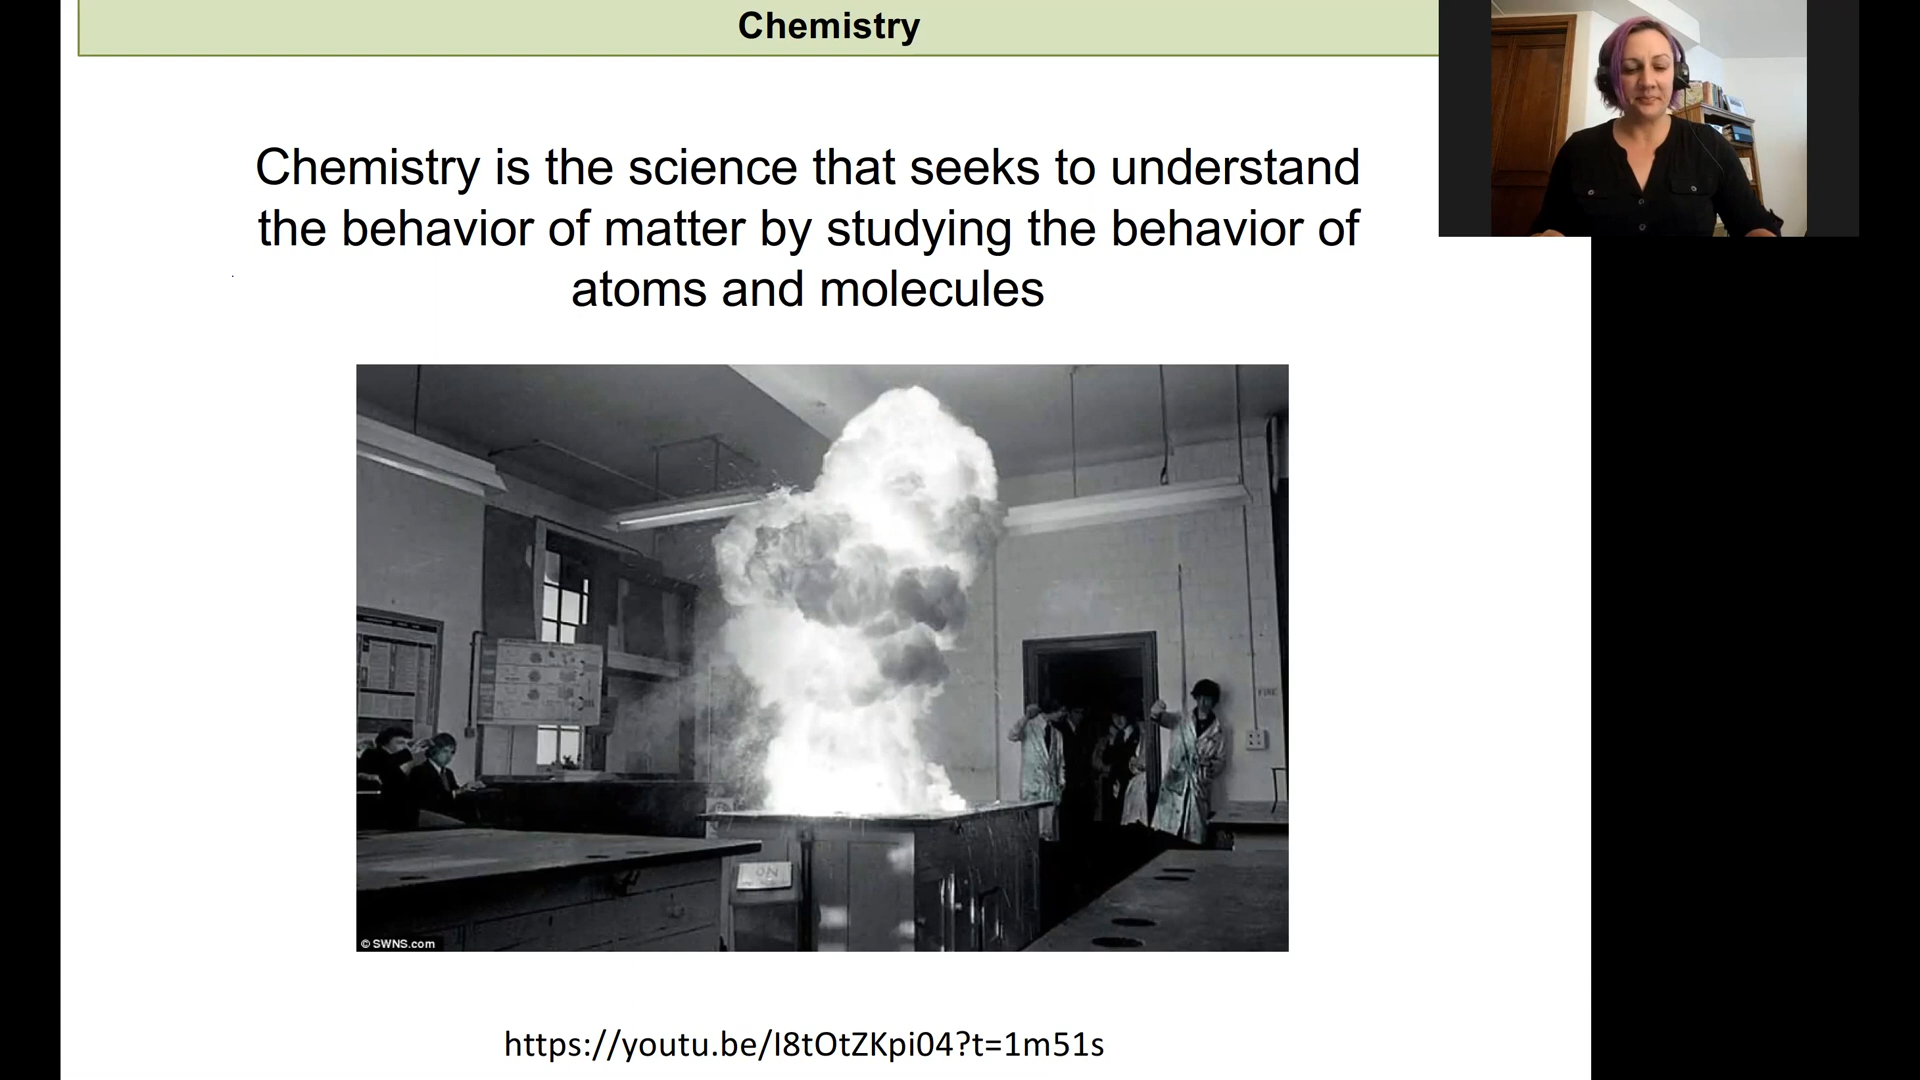 Chemistry
Chemistry is the science that seeks to understand
the behavior of matter by studying the behavior of
atoms and molecules
ON
© SWNS.com
https://youtu.be/I8tOtZKpi04?t=1m51s